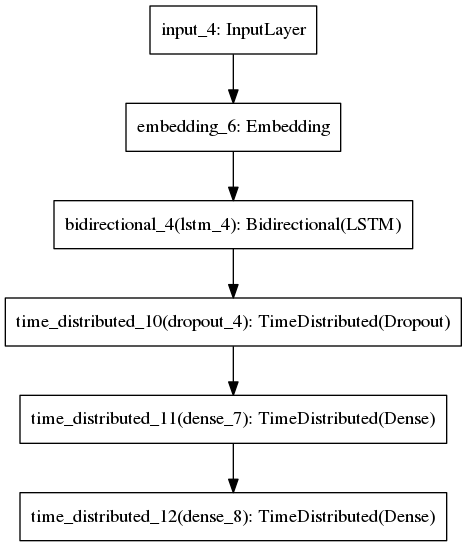 input_4: InputLayer
embedding_6: Embedding
bidirectional_4(lstm_4): Bidirectional(LSTM)
time_distributed_10(dropout_4): TimeDistributed(Dropout)
time_distributed_11(dense_7): TimeDistributed(Dense)
time_distributed_12(dense_8): TimeDistributed(Dense)